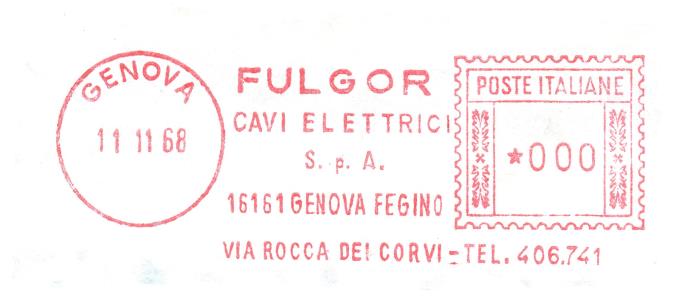 GENOVA
11 11 68
FULGOR
CAVI ELETTRICI
S. p. A.
16161 GENOVA FEGINO
VIA ROCCA DEI CORVI - TEL. 406.741
POSTE ITALIANE
*000